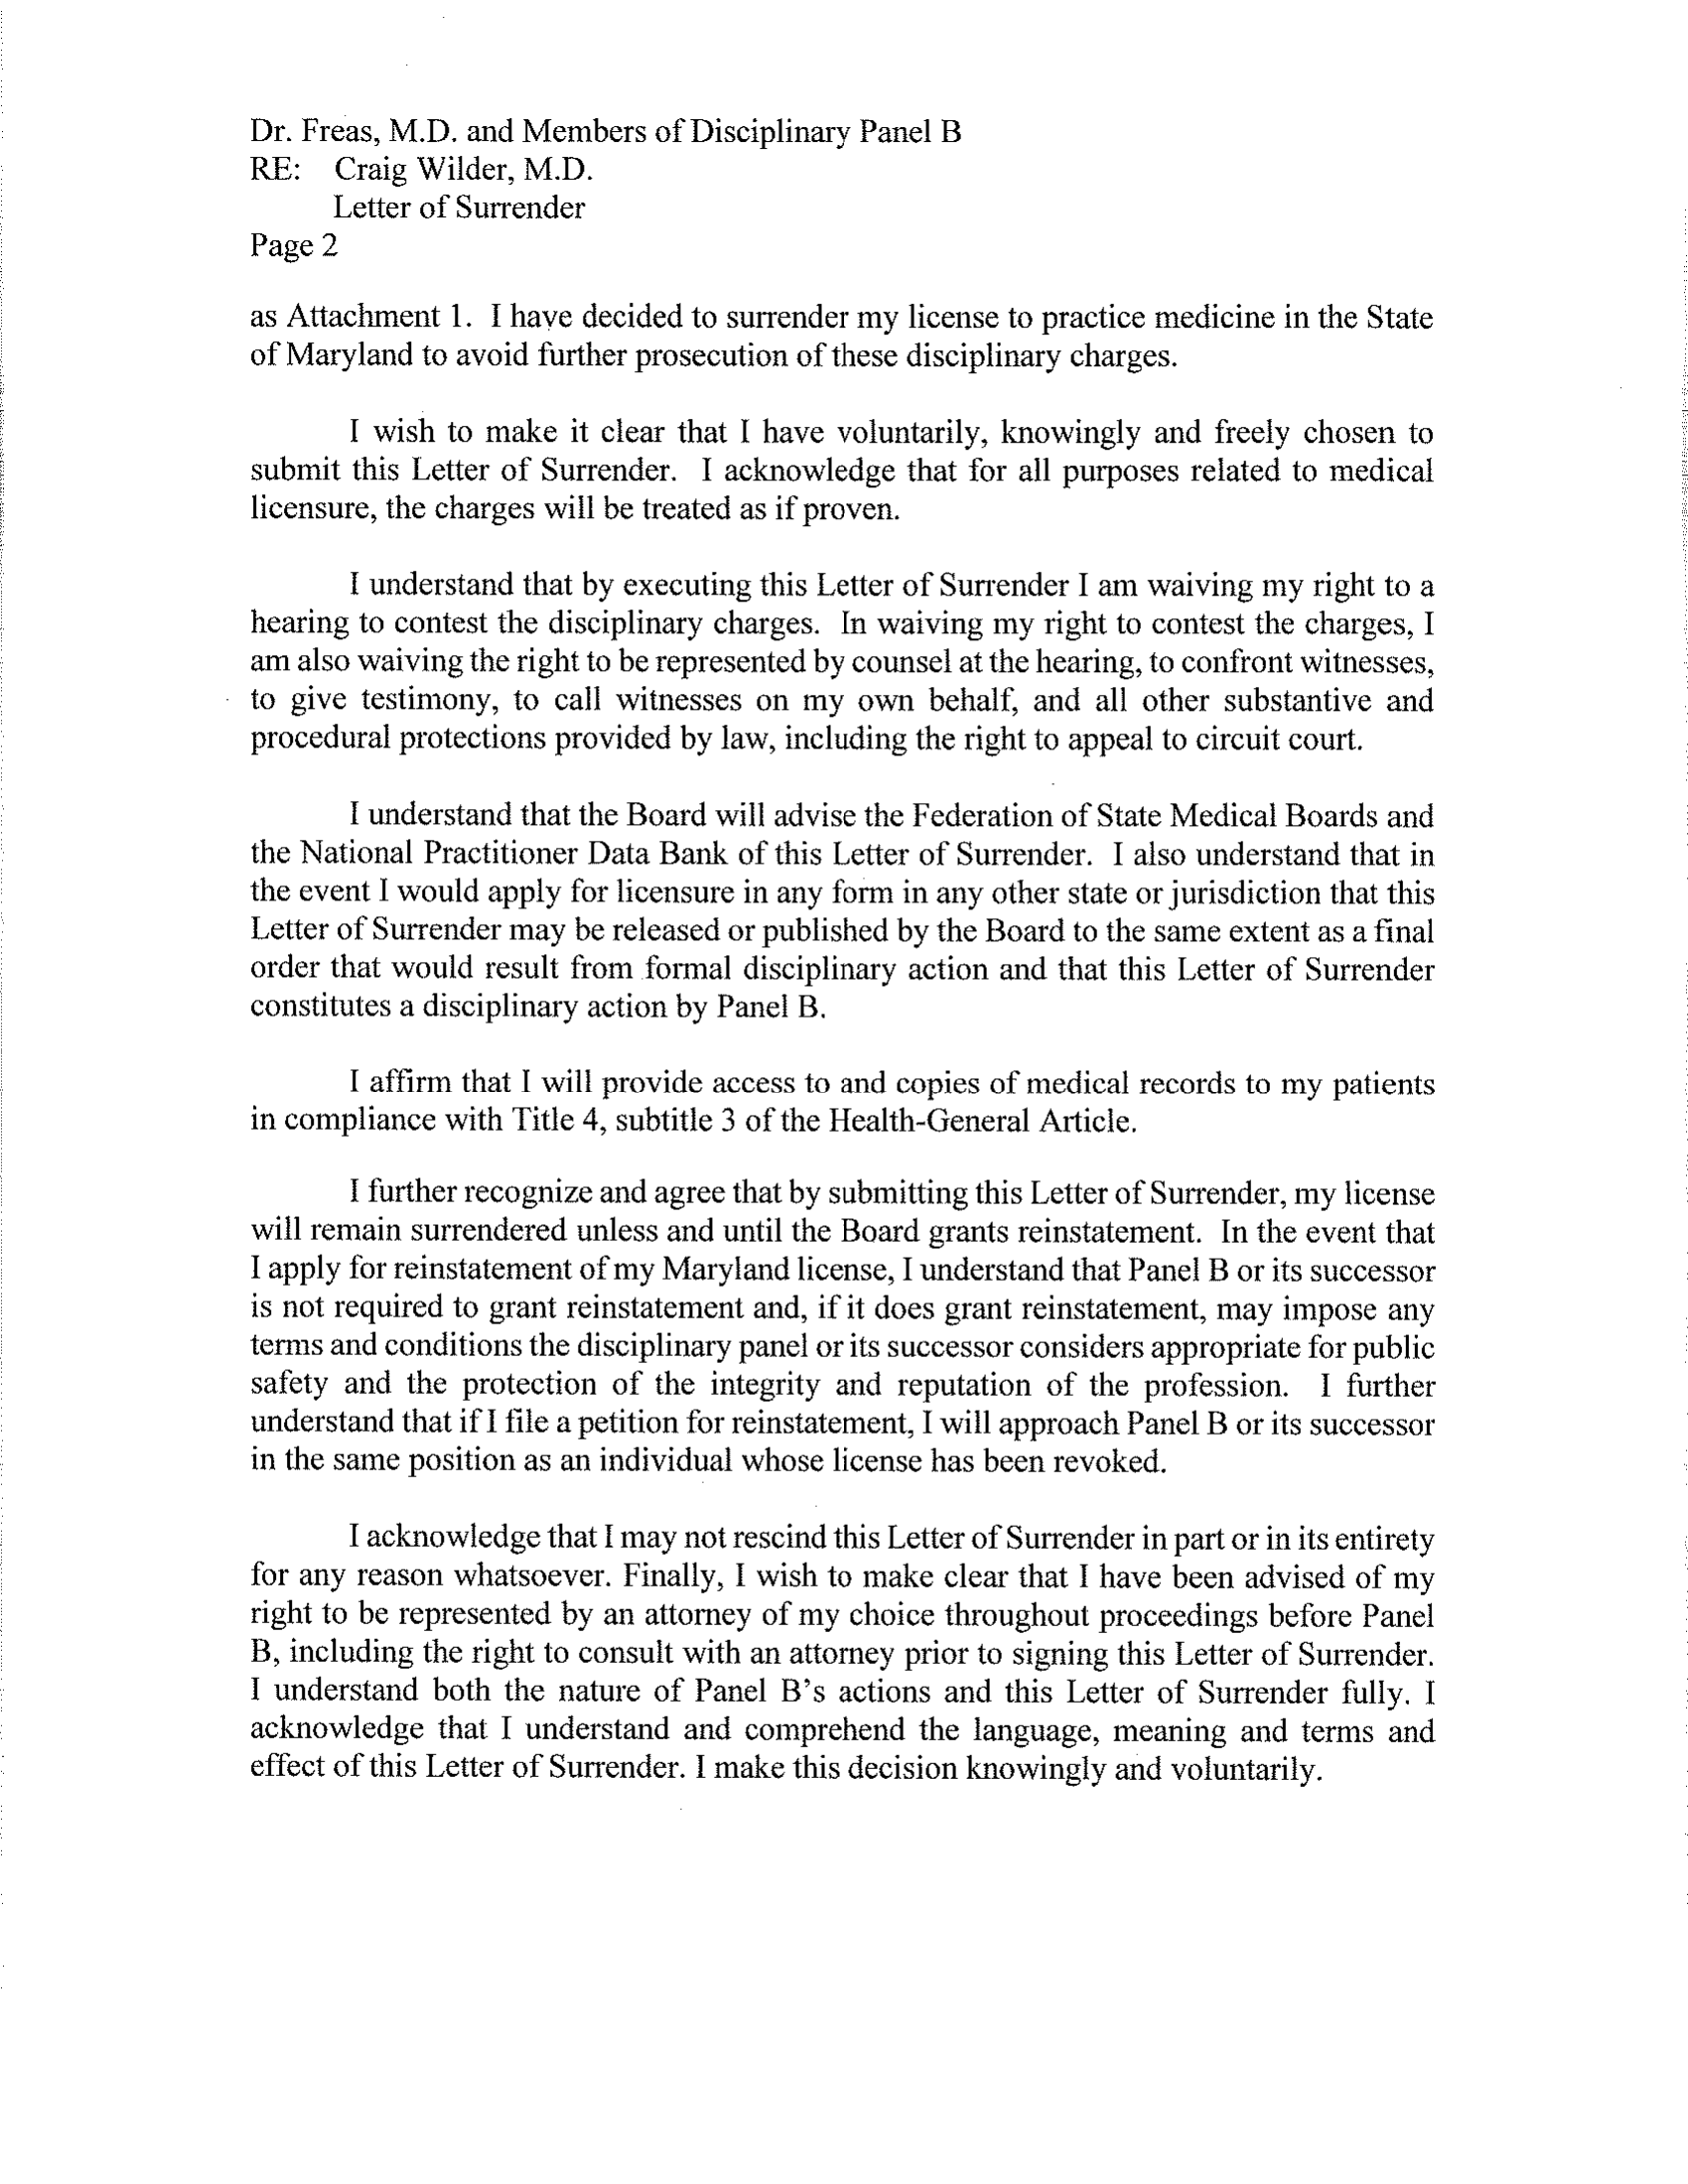 Dr. Freas, M.D. and Members of Disciplinary Panel B
RE: Craig Wilder, M.D.
Letter of Surrender
Page 2
as Attachment 1. I have decided to surrender my license to practice medicine in the State
of Maryland to avoid further prosecution of these disciplinary charges.
I wish to make it clear that I have voluntarily, knowingly and freely chosen to
submit this Letter of Surrender. I acknowledge that for all purposes related to medical
licensure, the charges will be treated as if proven.
I understand that by executing this Letter of Surrender I am waiving my right to a
hearing to contest the disciplinary charges. In waiving my right to contest the charges, I
am also waiving the right to be represented by counsel at the hearing, to confront witnesses,
to give testimony, to call witnesses on my own behalf, and all other substantive and
procedural protections provided by law, including the right to appeal to circuit court.
I understand that the Board will advise the Federation of State Medical Boards and
the National Practitioner Data Bank of this Letter of Surrender. I also understand that in
the event I would apply for licensure in any form in any other state or jurisdiction that this
Letter of Surrender may be released or published by the Board to the same extent as a final
order that would result from formal disciplinary action and that this Letter of Surrender
constitutes a disciplinary action by Panel B.
I affirm that I will provide access to and copies of medical records to my patients
in compliance with Title 4, subtitle 3 of the Health-General Article.
I further recognize and agree that by submitting this Letter of Surrender, my license
will remain surrendered unless and until the Board grants reinstatement. In the event that
I apply for reinstatement of my Maryland license, I understand that Panel B or its successor
is not required to grant reinstatement and, if it does grant reinstatement, may impose any
terms and conditions the disciplinary panel or its successor considers appropriate for public
safety and the protection of the integrity and reputation of the profession. I further
understand that if I file a petition for reinstatement, I will approach Panel B or its successor
in the same position as an individual whose license has been revoked.
I acknowledge that I may not rescind this Letter of Surrender in part or in its entirety
for any reason whatsoever. Finally, I wish to make clear that I have been advised of my
right to be represented by an attorney of my choice throughout proceedings before Panel
B, including the right to consult with an attorney prior to signing this Letter of Surrender.
I understand both the nature of Panel B's actions and this Letter of Surrender fully. I
acknowledge that I understand and comprehend the language, meaning and terms and
effect of this Letter of Surrender. I make this decision knowingly and voluntarily.